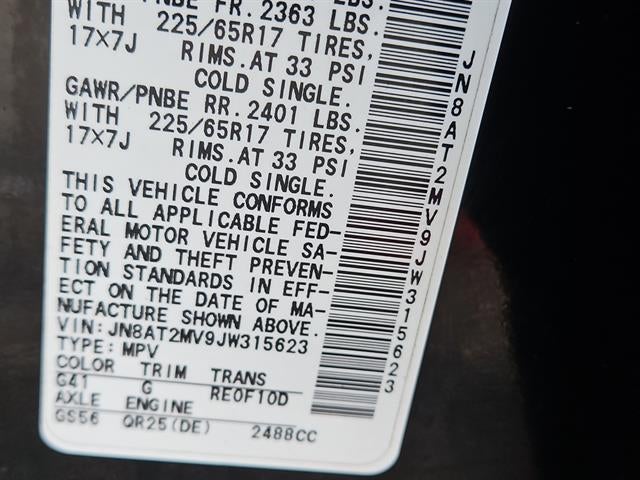 /PNBE FR. 2363 LBS.
WITH 225/65R17 TIRES,
17X7J RIMS.AT 33 PSI
COLD SINGLE.
GAWR/PNBE RR. 2401 LBS.
WITH 225/65R17 TIRES,
17X7J RIMS.AT 33 PSI
COLD SINGLE.
THIS VEHICLE CONFORMS
TO ALL APPLICABLE FED-
ERAL MOTOR VEHICLE SA-
FETY AND THEFT PREVEN-
TION STANDARDS IN EFF-
ECT ON THE DATE OF MA-
NUFACTURE SHOWN ABOVE.
VIN: JN8AT2MV9JW315623
TYPE: MPV
COLOR TRIM TRANS
G41 G RE0F10D
AXLE ENGINE
GS56 QR25(DE) 2488CC
JN8AT2MV9JW315623